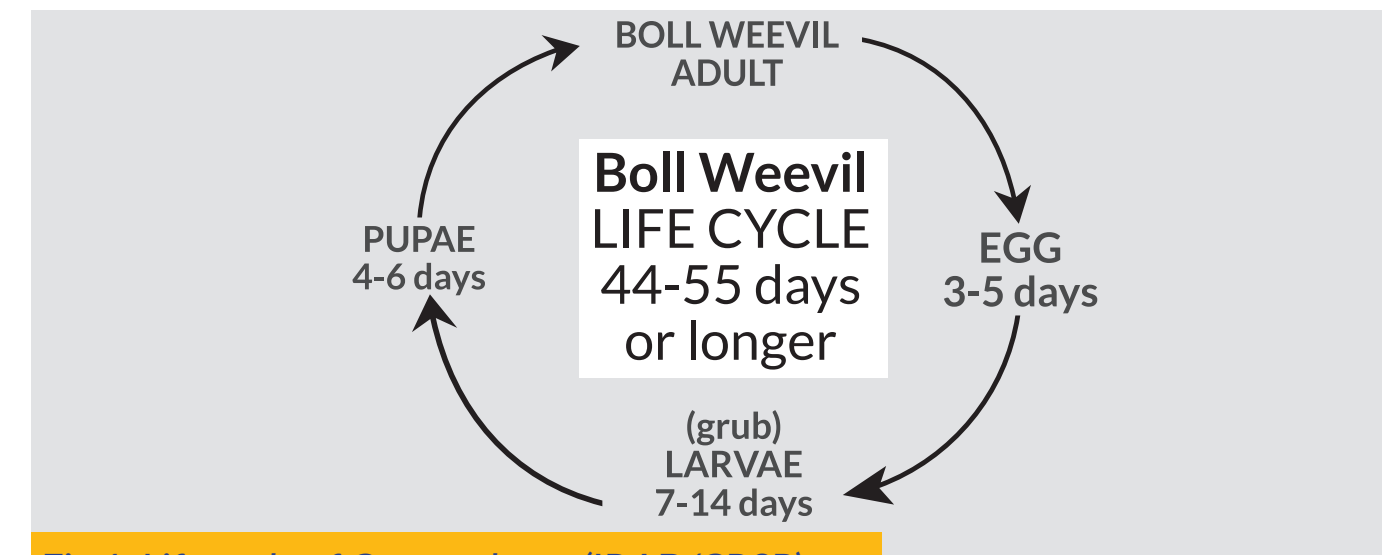 BOLL WEEVIL
ADULT
Boll Weevil
LIFE CYCLE
44-55 days
or longer
EGG
3-5 days
(grub)
LARVAE
7-14 days
PUPAE
4-6 days